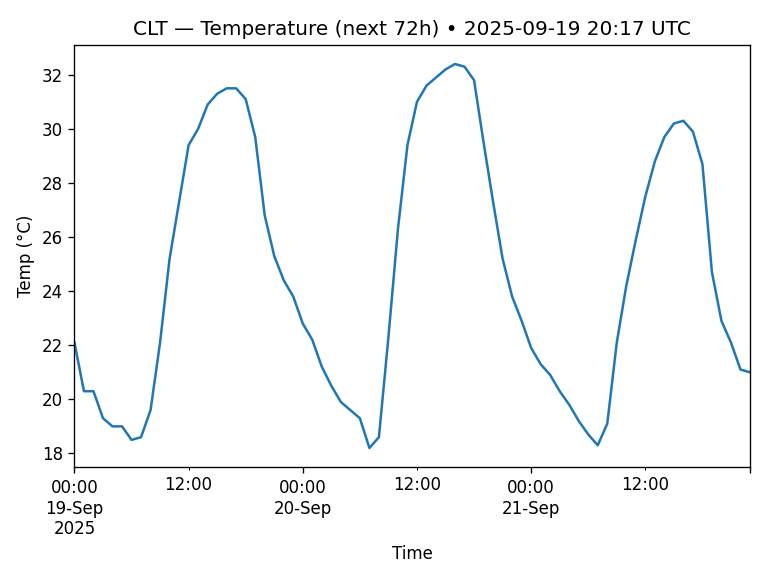 CLT — Temperature (next 72h) • 2025-09-19 20:17 UTC
Temp (°C)
32
30
28
26
24
22
20
18
00:00 12:00 00:00 12:00 00:00 12:00
19-Sep 20-Sep 21-Sep
2025
Time